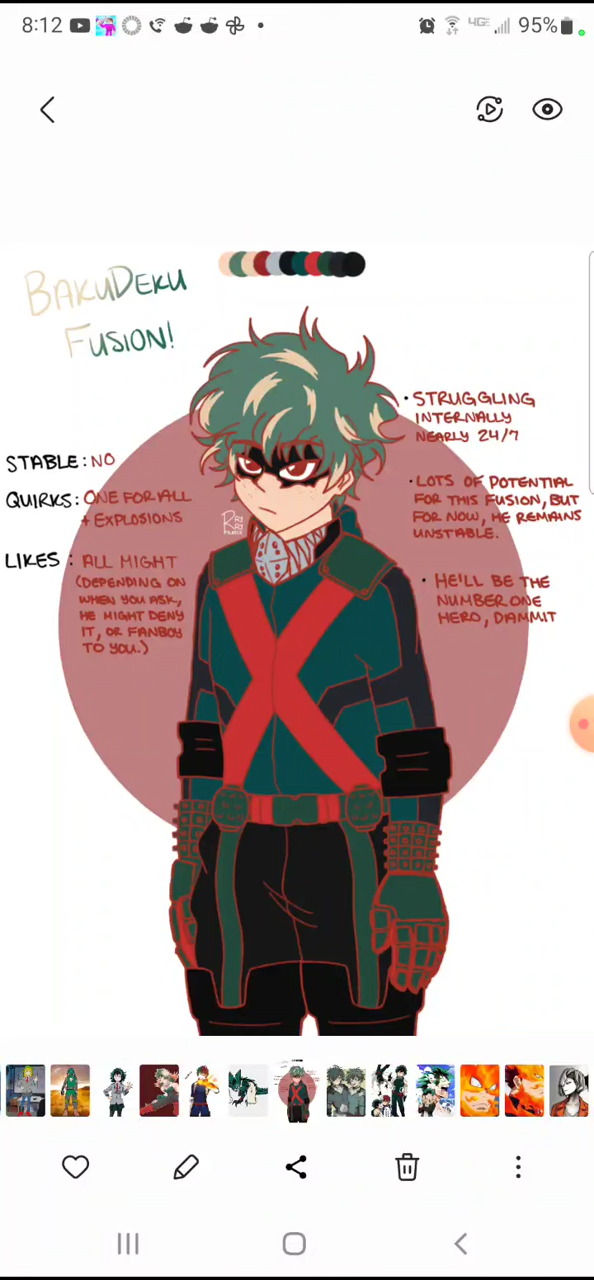 8:12
4GE
95%
BAKUDEKU
FUSION!
STABLE: NO
QUIRKS: ONE FOR ALL
+ EXPLOSIONS
LIKES : ALL MIGHT
(DEPENDING ON
WHEN YOU ASK,
HE MIGHT DENY
IT, OR FANBOY
TO YOU.)
• STRUGGLING
INTERNALLY
NEARLY 24/7
• LOTS OF POTENTIAL
FOR THIS FUSION, BUT
FOR NOW, HE REMAINS
UNSTABLE.
• HE'LL BE THE
NUMBER ONE
HERO, DAMMIT